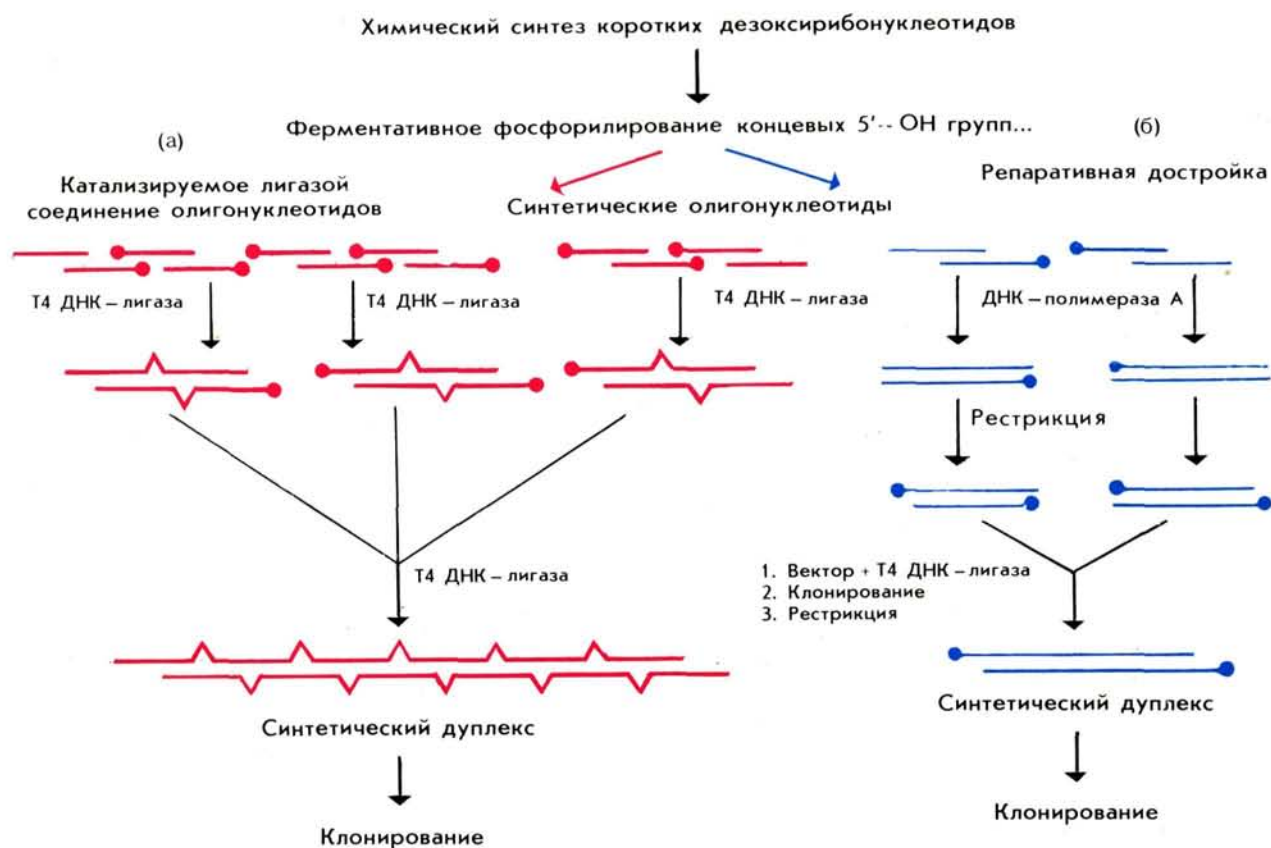 Химический синтез коротких дезоксирибонуклеотидов
Ферментативное фосфорилирование концевых 5'-- ОН групп...
(а)
Катализируемое лигазой
соединение олигонуклеотидов
Синтетические олигонуклеотиды
(б)
Репаративная достройка
Т4 ДНК – лигаза
Т4 ДНК – лигаза
Т4 ДНК – лигаза
ДНК – полимераза А
Рестрикция
Т4 ДНК – лигаза
1. Вектор + Т4 ДНК – лигаза
2. Клонирование
3. Рестрикция
Синтетический дуплекс
Клонирование
Синтетический дуплекс
Клонирование